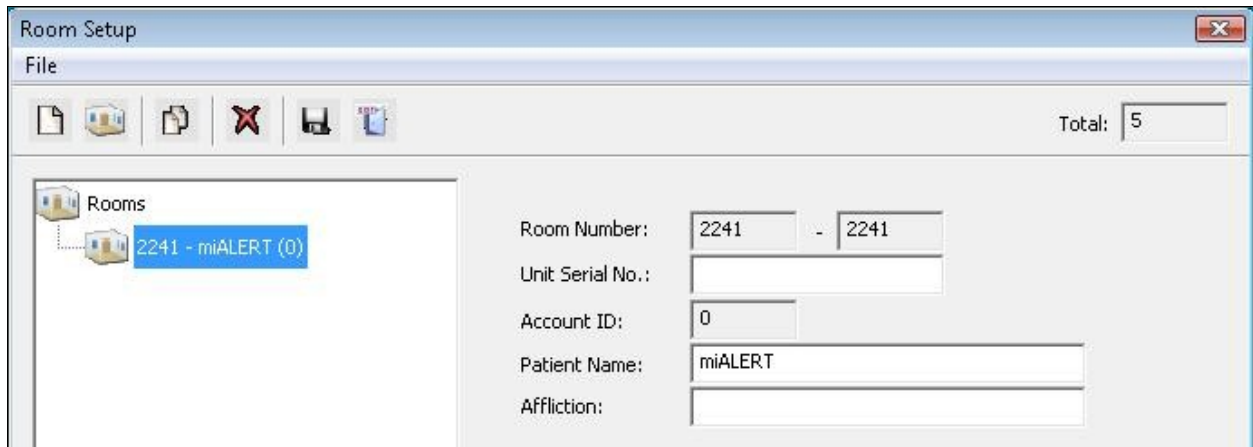 Room Setup
File
Total: 5
Rooms
2241 - miALERT (0)
Room Number: 2241 - 2241
Unit Serial No.:
Account ID: 0
Patient Name: miALERT
Affliction: